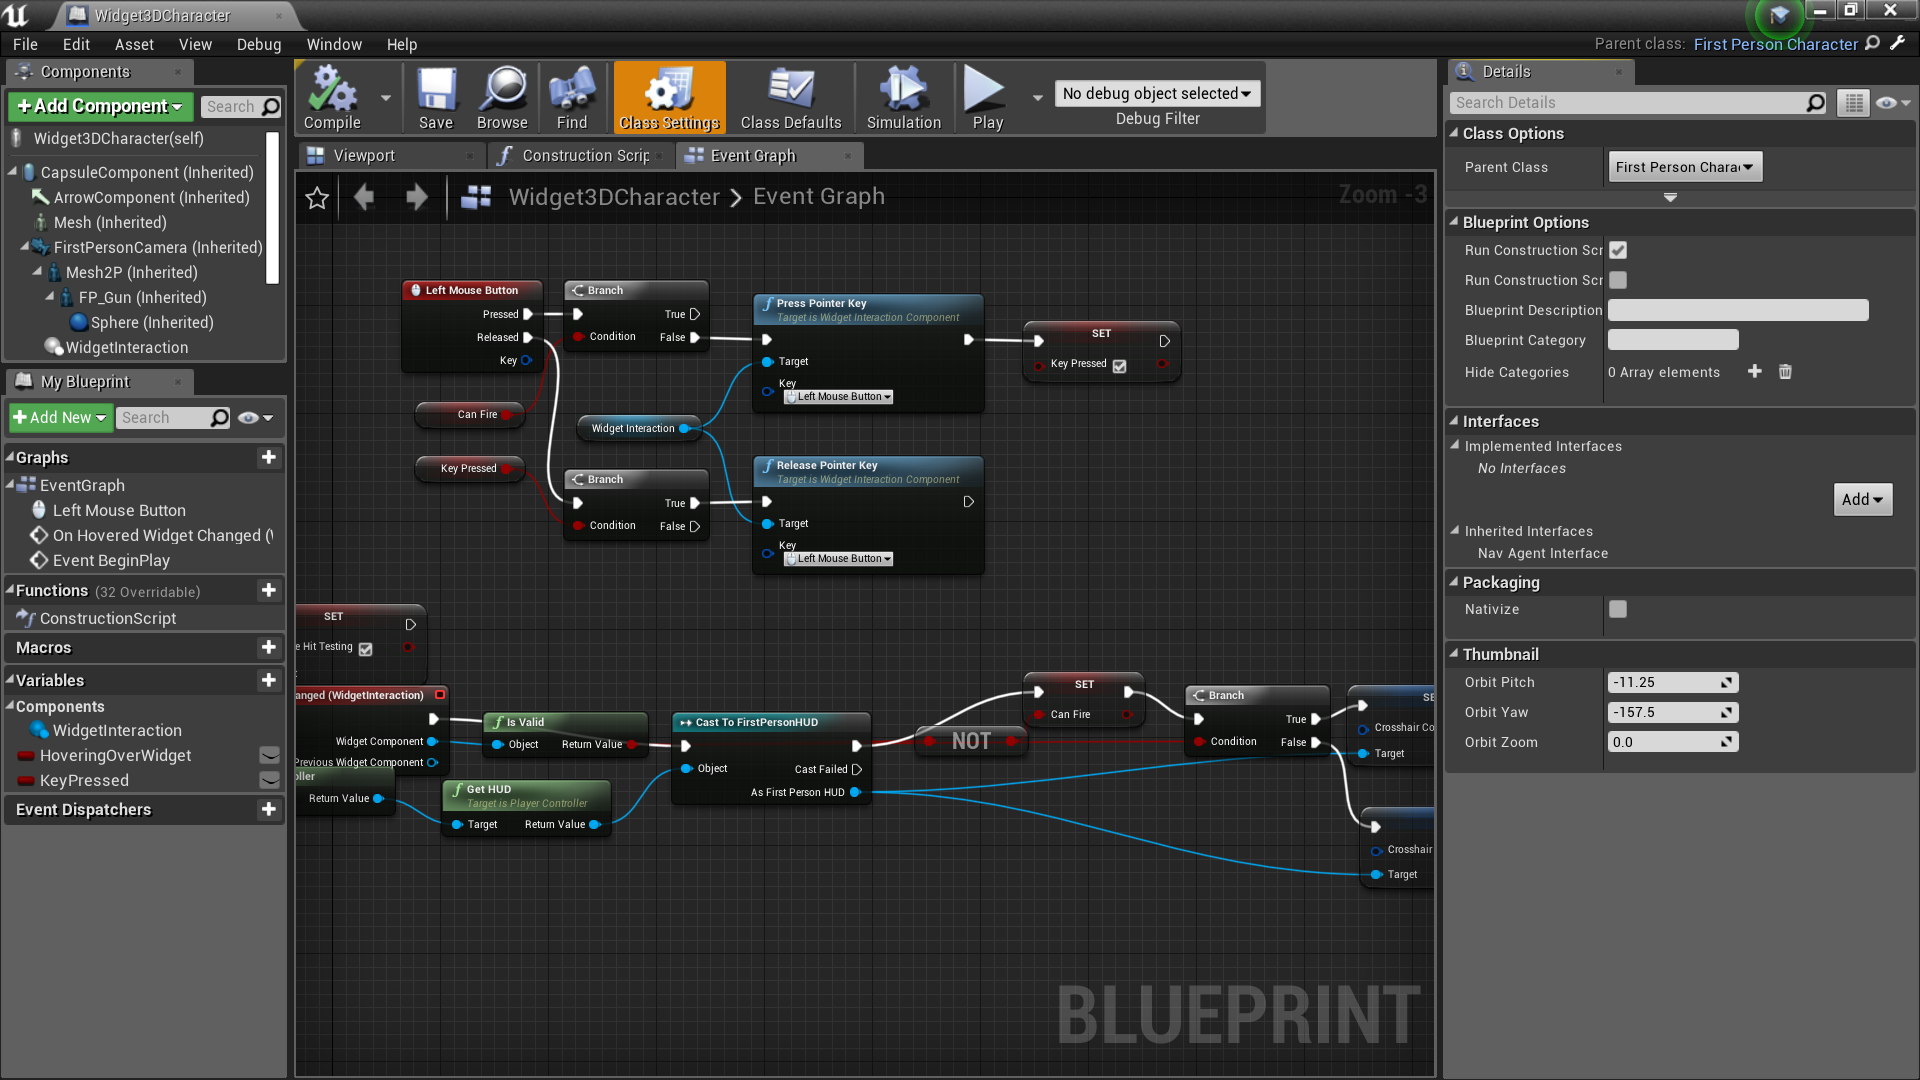 Widget3DCharacter
File Edit Asset View Debug Window Help
Parent class: First Person Character
Components
+Add Component
Search
Widget3DCharacter(self)
CapsuleComponent (Inherited)
ArrowComponent (Inherited)
Mesh (Inherited)
FirstPersonCamera (Inherited)
Mesh2P (Inherited)
FP_Gun (Inherited)
Sphere (Inherited)
WidgetInteraction
My Blueprint
+Add New
Search
Graphs
EventGraph
Left Mouse Button
On Hovered Widget Changed (
Event BeginPlay
Functions (32 Overridable)
ConstructionScript
Macros
Variables
Components
WidgetInteraction
HoveringOverWidget
KeyPressed
Event Dispatchers
Compile
Save
Browse
Find
Class Settings
Class Defaults
Simulation
Play
No debug object selected
Debug Filter
Viewport
Construction Scrip
Event Graph
Widget3DCharacter > Event Graph
Zoom -3
Left Mouse Button
Pressed
Released
Key
Branch
True
Condition
False
Press Pointer Key
Target is Widget Interaction Component
Target
Key
Left Mouse Button
SET
Key Pressed
Can Fire
Widget Interaction
Key Pressed
Branch
True
Condition
False
Release Pointer Key
Target is Widget Interaction Component
Target
Key
Left Mouse Button
SET
e Hit Testing
anged (WidgetInteraction)
Widget Component
Previous Widget Component
oller
Return Value
Is Valid
Object
Return Value
Get HUD
Target is Player Controller
Target
Return Value
Cast To FirstPersonHUD
Object
Cast Failed
As First Person HUD
NOT
SET
Can Fire
Branch
True
Condition
False
SE
Crosshair Co
Target
Crosshair
Target
BLUEPRINT
Details
Search Details
Class Options
Parent Class
First Person Chara
Blueprint Options
Run Construction Scr
Run Construction Scr
Blueprint Description
Blueprint Category
Hide Categories
0 Array elements
Interfaces
Implemented Interfaces
No Interfaces
Add
Inherited Interfaces
Nav Agent Interface
Packaging
Nativize
Thumbnail
Orbit Pitch
-11.25
Orbit Yaw
-157.5
Orbit Zoom
0.0